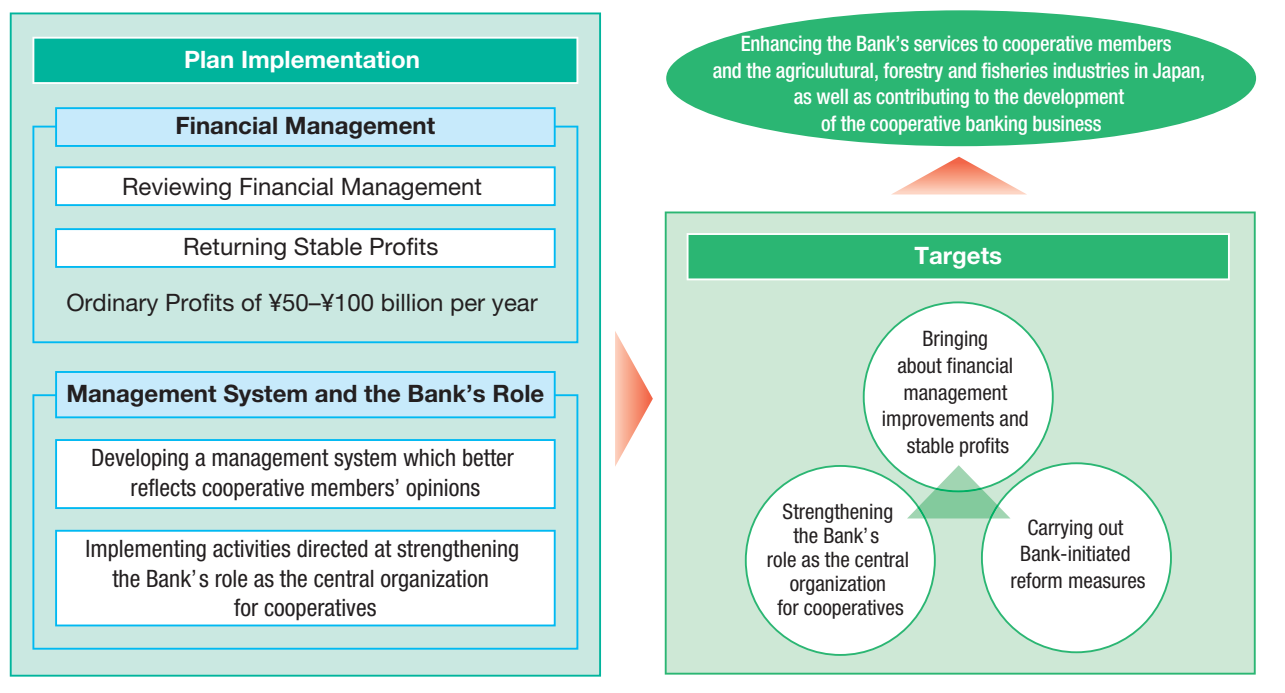 Plan Implementation
Financial Management
Reviewing Financial Management
Returning Stable Profits
Ordinary Profits of ¥50–¥100 billion per year
Management System and the Bank's Role
Developing a management system which better
reflects cooperative members' opinions
Implementing activities directed at strengthening
the Bank's role as the central organization
for cooperatives
Enhancing the Bank's services to cooperative members
and the agriculutural, forestry and fisheries industries in Japan,
as well as contributing to the development
of the cooperative banking business
Targets
Bringing
about financial
management
improvements and
stable profits
Strengthening
the Bank's
role as the central
organization
for cooperatives
Carrying out
Bank-initiated
reform measures